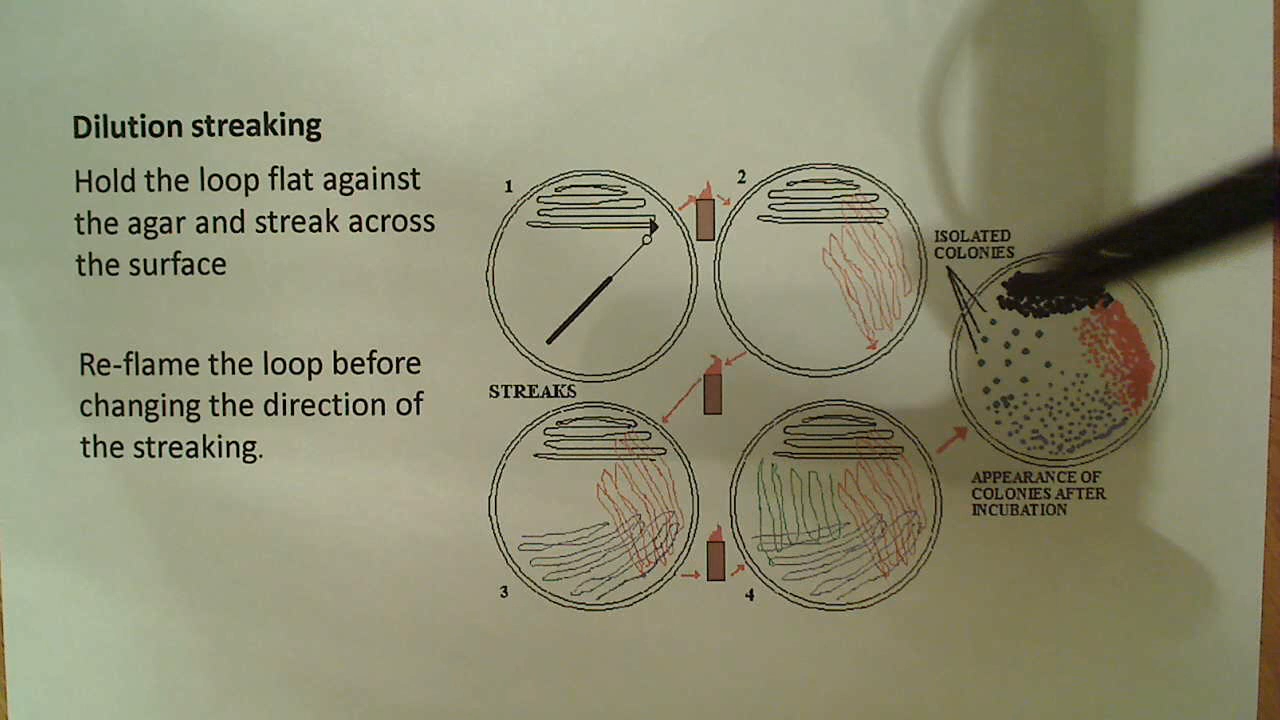 Dilution streaking
Hold the loop flat against
the agar and streak across
the surface
Re-flame the loop before
changing the direction of
the streaking.
1
2
STREAKS
3
4
ISOLATED
COLONIES
APPEARANCE OF
COLONIES AFTER
INCUBATION